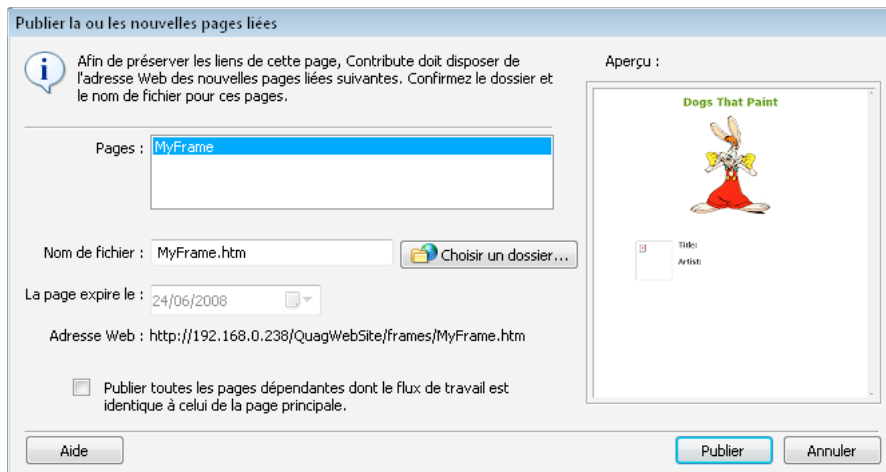 Publier la ou les nouvelles pages liées
Afin de préserver les liens de cette page, Contribute doit disposer de
l'adresse Web des nouvelles pages liées suivantes. Confirmez le dossier et
le nom de fichier pour ces pages.
Aperçu :
Dogs That Paint
Title:
Artist:
Pages : MyFrame
Nom de fichier : MyFrame.htm Choisir un dossier...
La page expire le : 24/06/2008
Adresse Web : http://192.168.0.238/QuagWebSite/frames/MyFrame.htm
Publier toutes les pages dépendantes dont le flux de travail est
identique à celui de la page principale.
Aide Publier Annuler